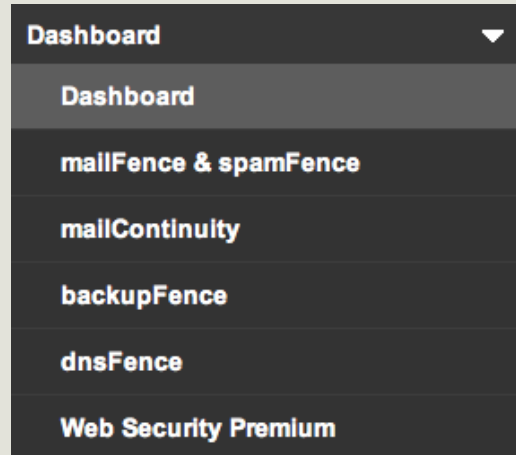 Dashboard
Dashboard
mailFence & spamFence
mailContinuity
backupFence
dnsFence
Web Security Premium